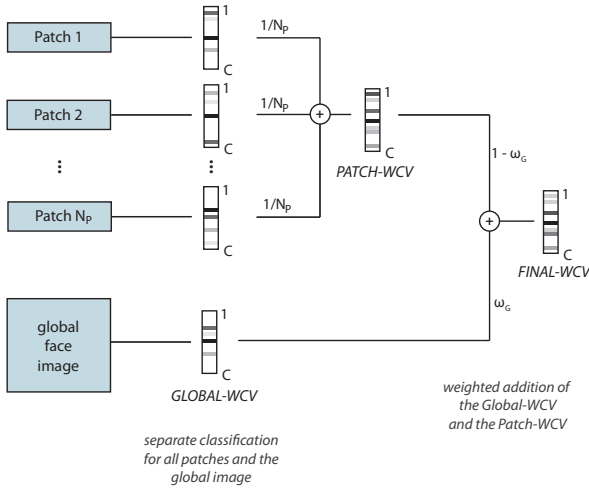 Patch 1
1
C
1/N_P
Patch 2
1
C
1/N_P
1
C
PATCH-WCV
1 - ω_G
Patch N_P
1
C
1/N_P
1
C
FINAL-WCV
global
face
image
1
C
GLOBAL-WCV
ω_G
separate classification
for all patches and the
global image
weighted addition of
the Global-WCV
and the Patch-WCV